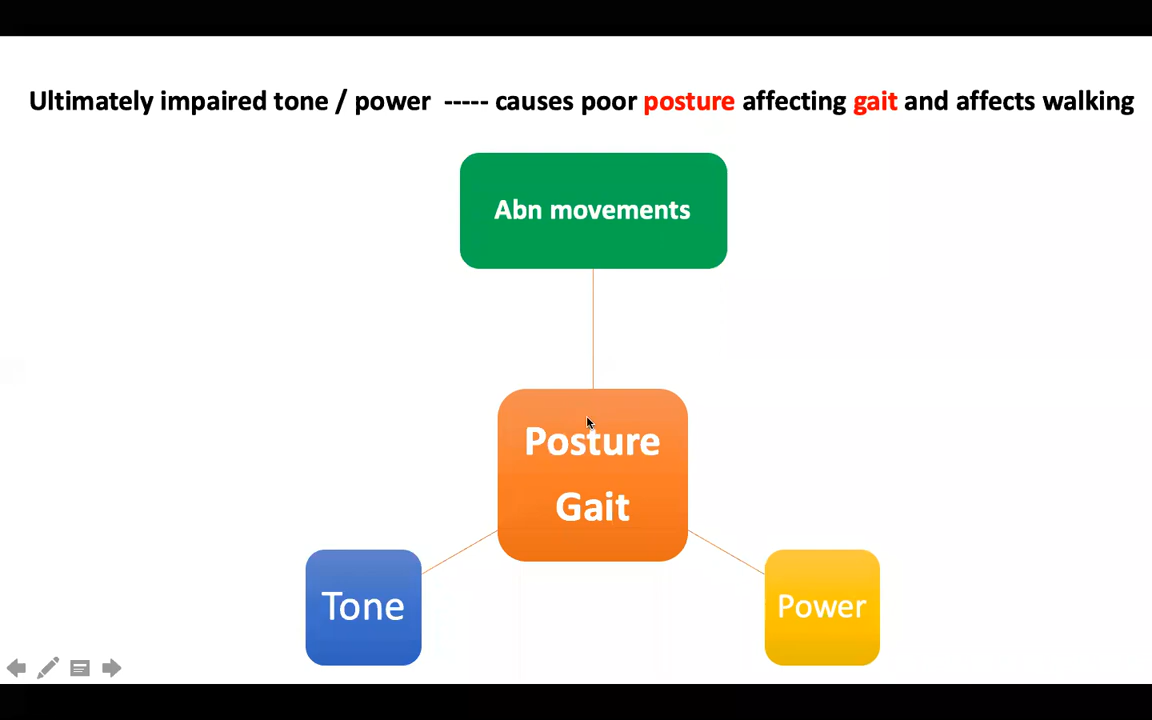 Ultimately impaired tone / power ----- causes poor posture affecting gait and affects walking
Abn movements
Posture
Gait
Tone
Power